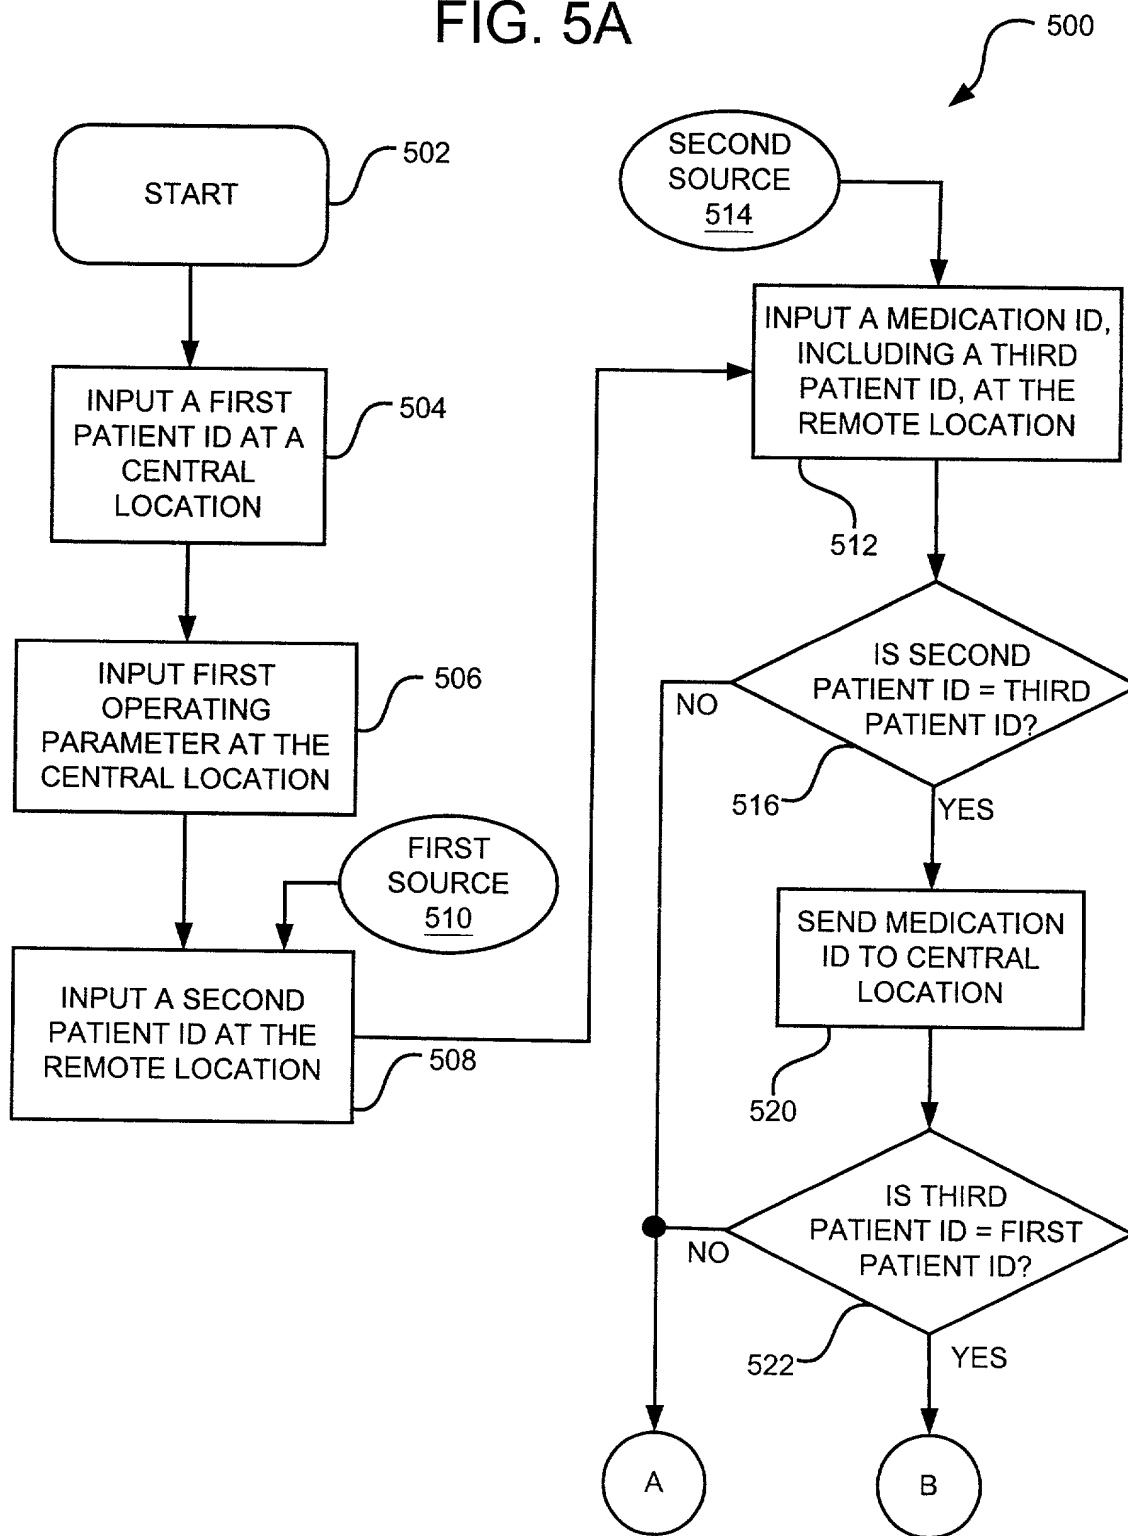 FIG. 5A
500
START
502
INPUT A FIRST
PATIENT ID AT A
CENTRAL
LOCATION
504
INPUT FIRST
OPERATING
PARAMETER AT THE
CENTRAL LOCATION
506
FIRST
SOURCE
510
INPUT A SECOND
PATIENT ID AT THE
REMOTE LOCATION
508
SECOND
SOURCE
514
INPUT A MEDICATION ID,
INCLUDING A THIRD
PATIENT ID, AT THE
REMOTE LOCATION
512
IS SECOND
PATIENT ID = THIRD
PATIENT ID?
NO
516
YES
SEND MEDICATION
ID TO CENTRAL
LOCATION
520
IS THIRD
PATIENT ID = FIRST
PATIENT ID?
NO
522
YES
A
B